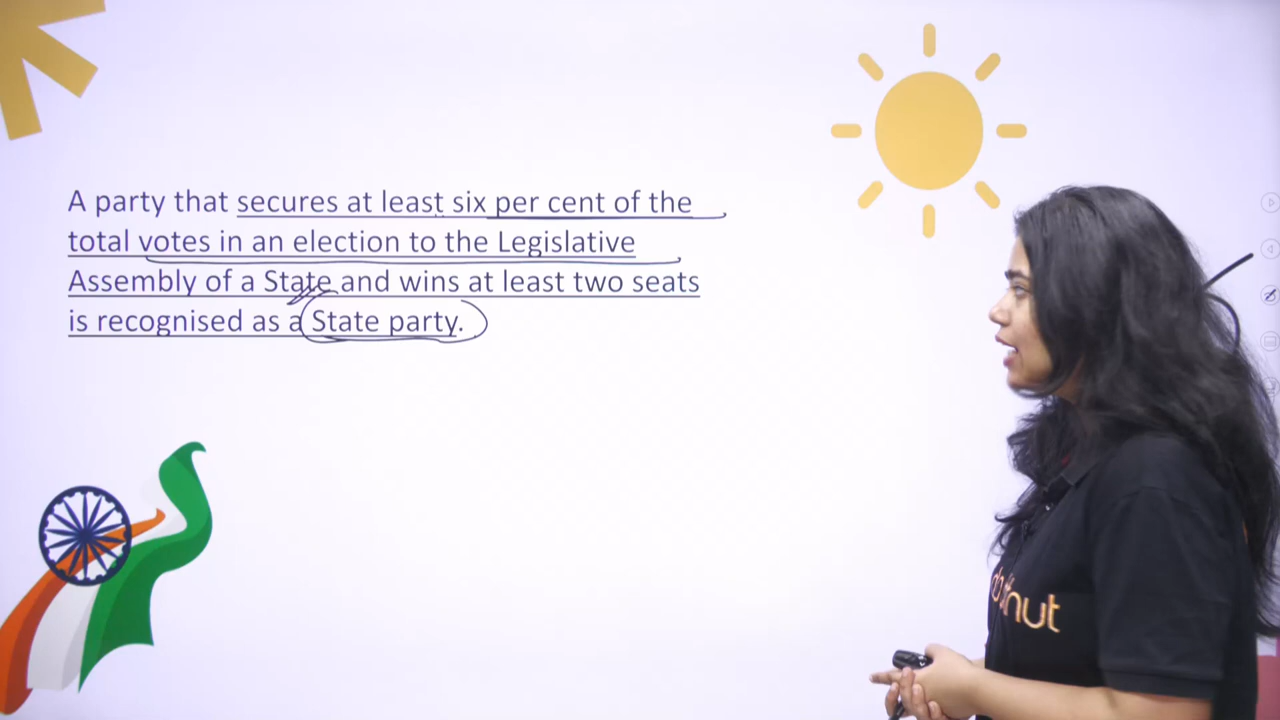 A party that secures at least six per cent of the
total votes in an election to the Legislative
Assembly of a State and wins at least two seats
is recognised as a State party.